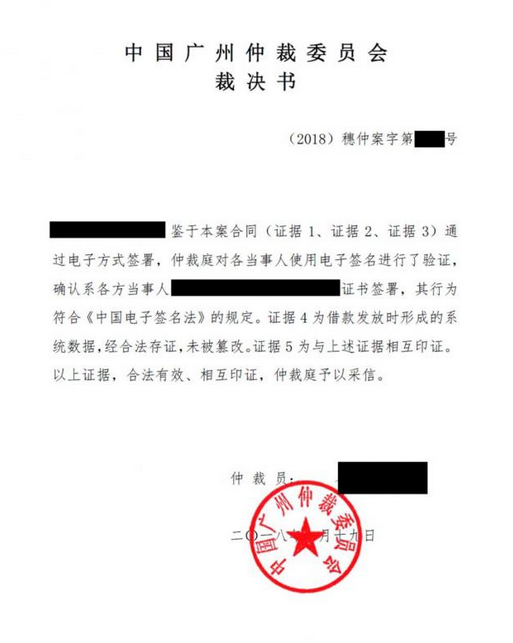 中国广州仲裁委员会
裁决书
（2018）穗仲案字第 号
鉴于本案合同（证据 1、证据 2、证据 3）通
过电子方式签署，仲裁庭对各当事人使用电子签名进行了验证，
确认系各方当事人 证书签署，其行为
符合《中国电子签名法》的规定。证据 4 为借款发放时形成的系
统数据，经合法存证，未被篡改。证据 5 为与上述证据相互印证。
以上证据，合法有效、相互印证，仲裁庭予以采信。
仲 裁 员：
二〇一八 月十九日
中国广州仲裁委员会